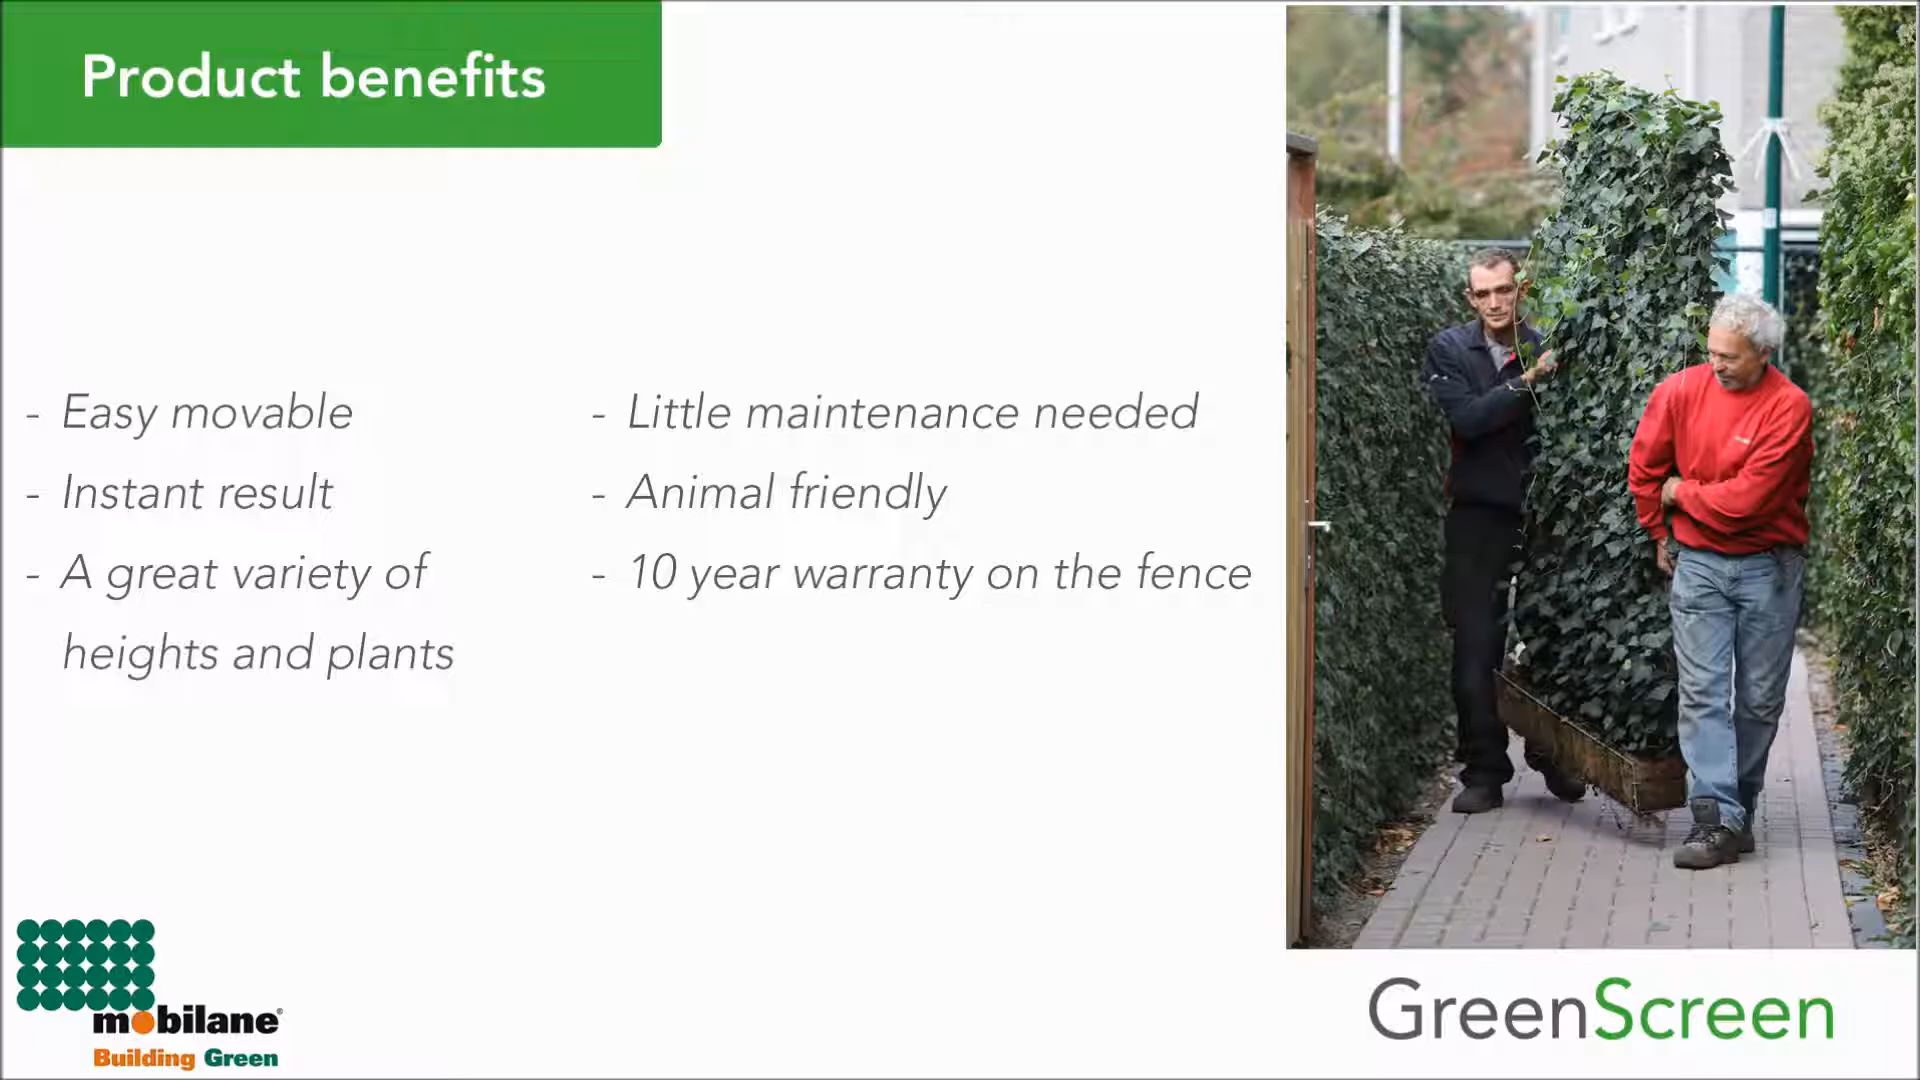 Product benefits
- Easy movable
- Instant result
- A great variety of
heights and plants
- Little maintenance needed
- Animal friendly
- 10 year warranty on the fence
mobilane®
Building Green
GreenScreen